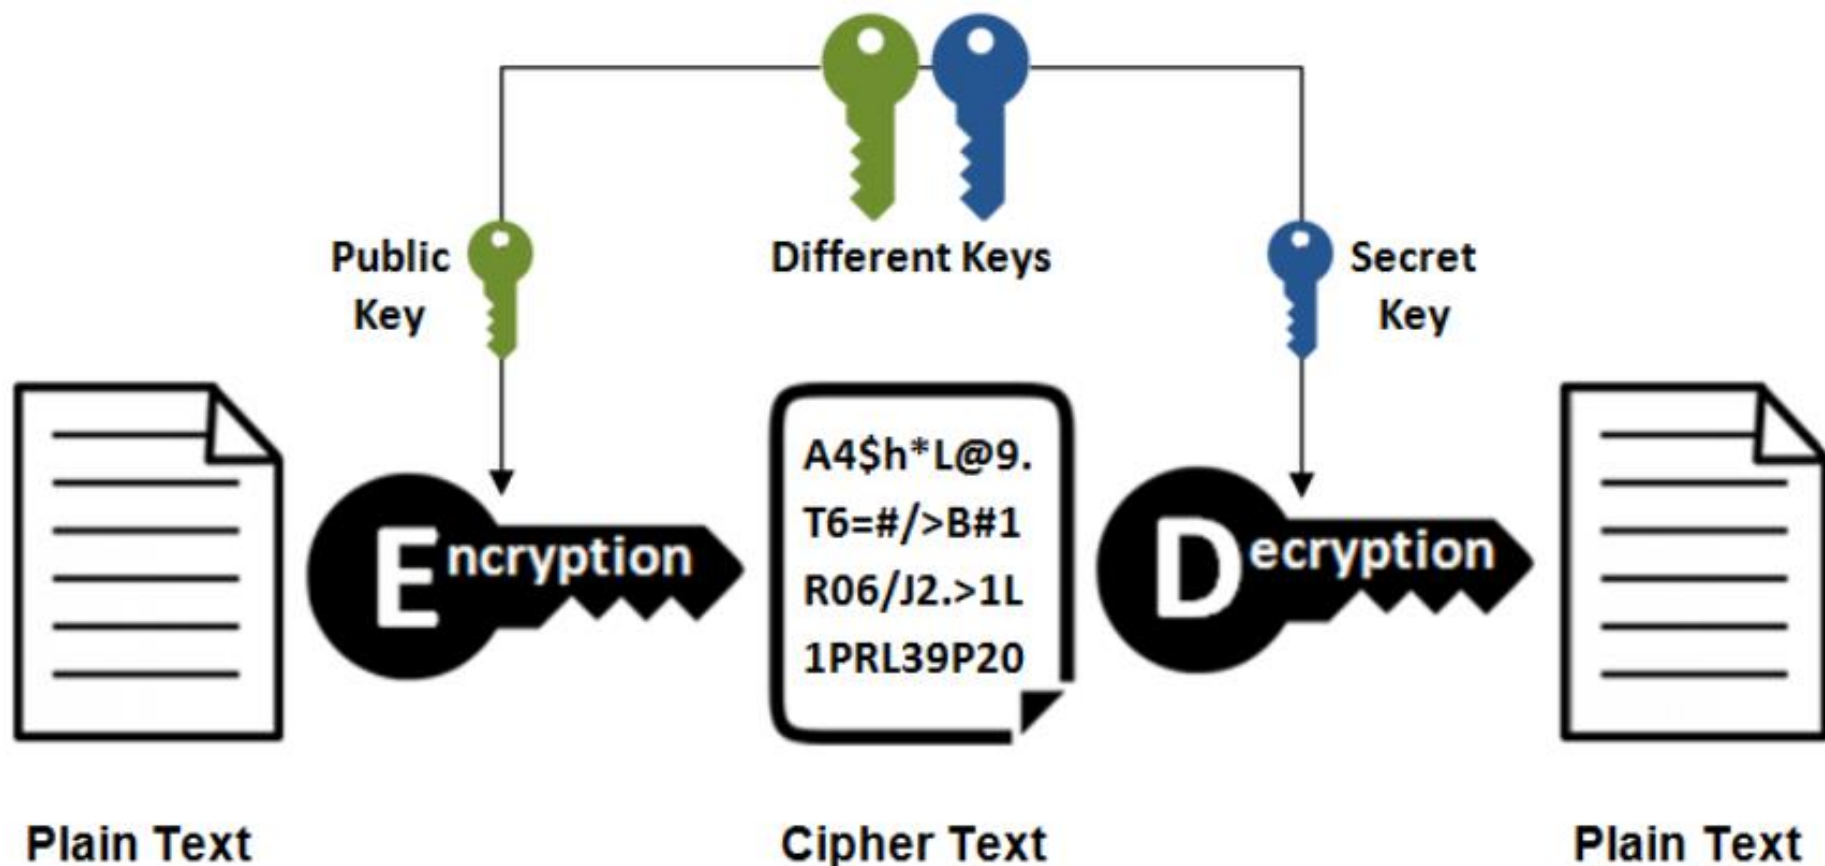 Public
Key
Different Keys
Secret
Key
Encryption
A4$h*L@9.
T6=#/>B#1
R06/J2.>1L
1PRL39P20
Decryption
Plain Text
Cipher Text
Plain Text